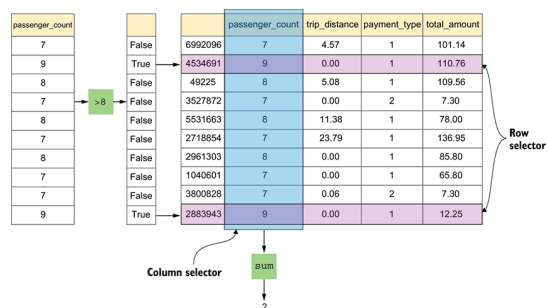 passenger_count
7
9
8
7
8
7
8
7
7
9
>8
False
True
False
False
False
False
False
False
False
True
passenger_count trip_distance payment_type total_amount
6992096 7 4.57 1 101.14
4534691 9 0.00 1 110.76
49225 8 5.08 1 109.56
3527872 7 0.00 2 7.30
5531663 8 11.38 1 78.00
2718854 7 23.79 1 136.95
2961303 8 0.00 1 85.80
1040601 7 0.00 1 65.80
3800828 7 0.06 2 7.30
2883943 9 0.00 1 12.25
Row
selector
Column selector
sum